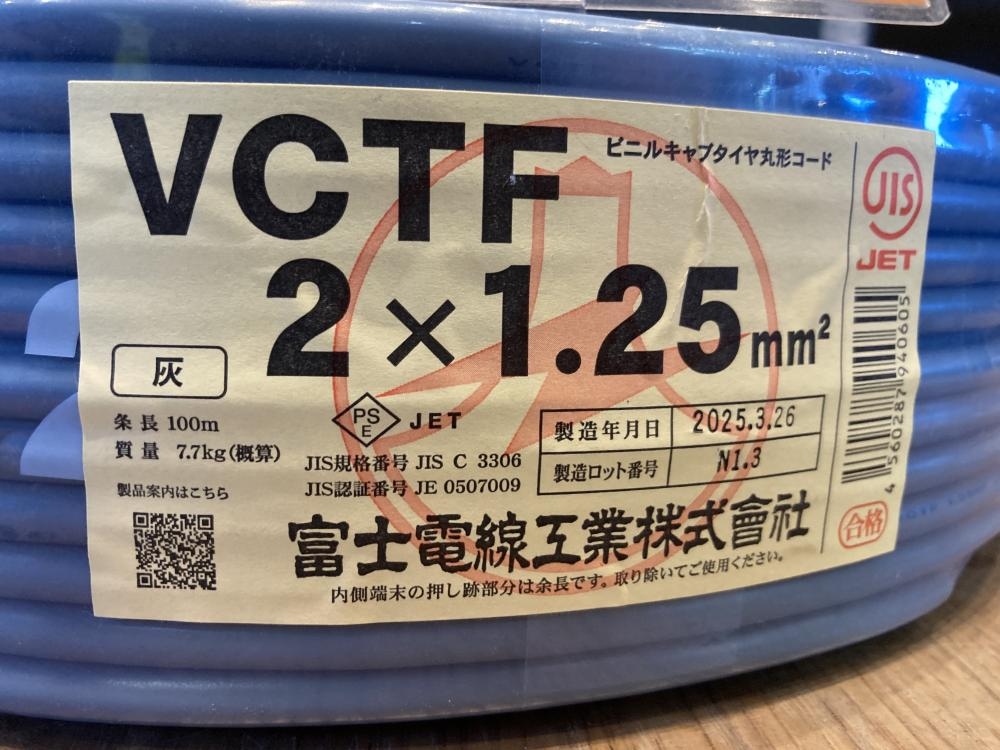 VCTF
ビニルキャブタイヤ丸形コード
2×1.25mm²
灰
条長 100m
質量 7.7kg(概算)
製品案内はこちら
PS
E
JET
JIS規格番号 JIS C 3306
JIS認証番号 JE 0507009
製造年月日 2025.3.26
製造ロット番号 N1.3
富士電線工業株式會社
内側端末の押し跡部分は余長です。取り除いてご使用ください。
JIS
JET
4 560287 940605
合格